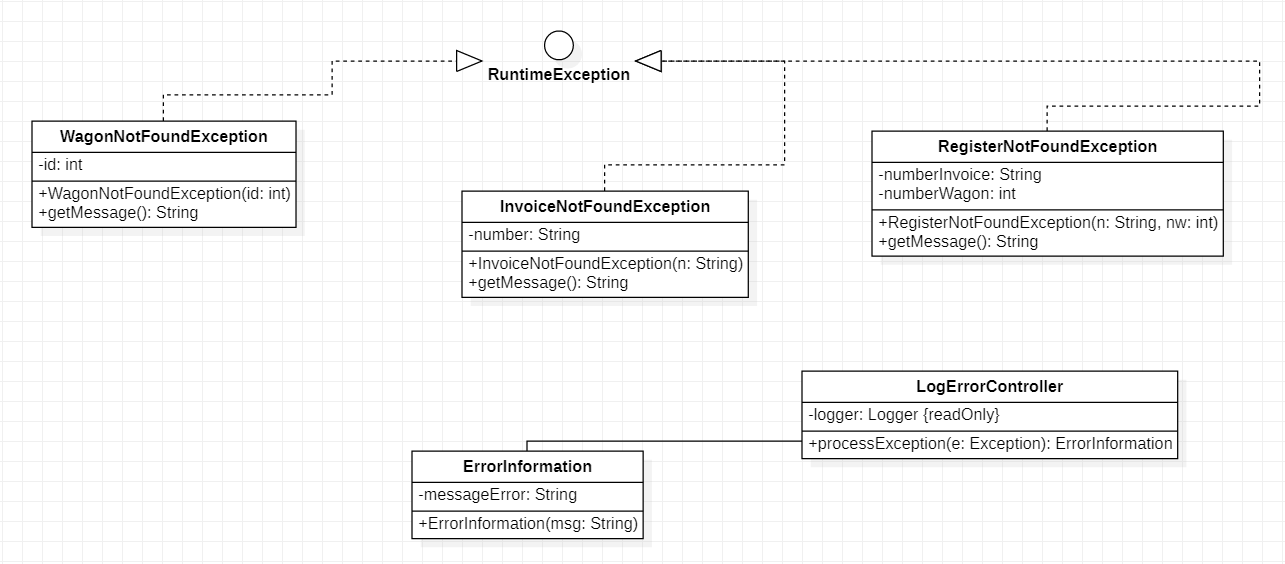 RuntimeException
WagonNotFoundException
-id: int
+WagonNotFoundException(id: int)
+getMessage(): String
InvoiceNotFoundException
-number: String
+InvoiceNotFoundException(n: String)
+getMessage(): String
RegisterNotFoundException
-numberInvoice: String
-numberWagon: int
+RegisterNotFoundException(n: String, nw: int)
+getMessage(): String
LogErrorController
-logger: Logger {readOnly}
+processException(e: Exception): ErrorInformation
ErrorInformation
-messageError: String
+ErrorInformation(msg: String)